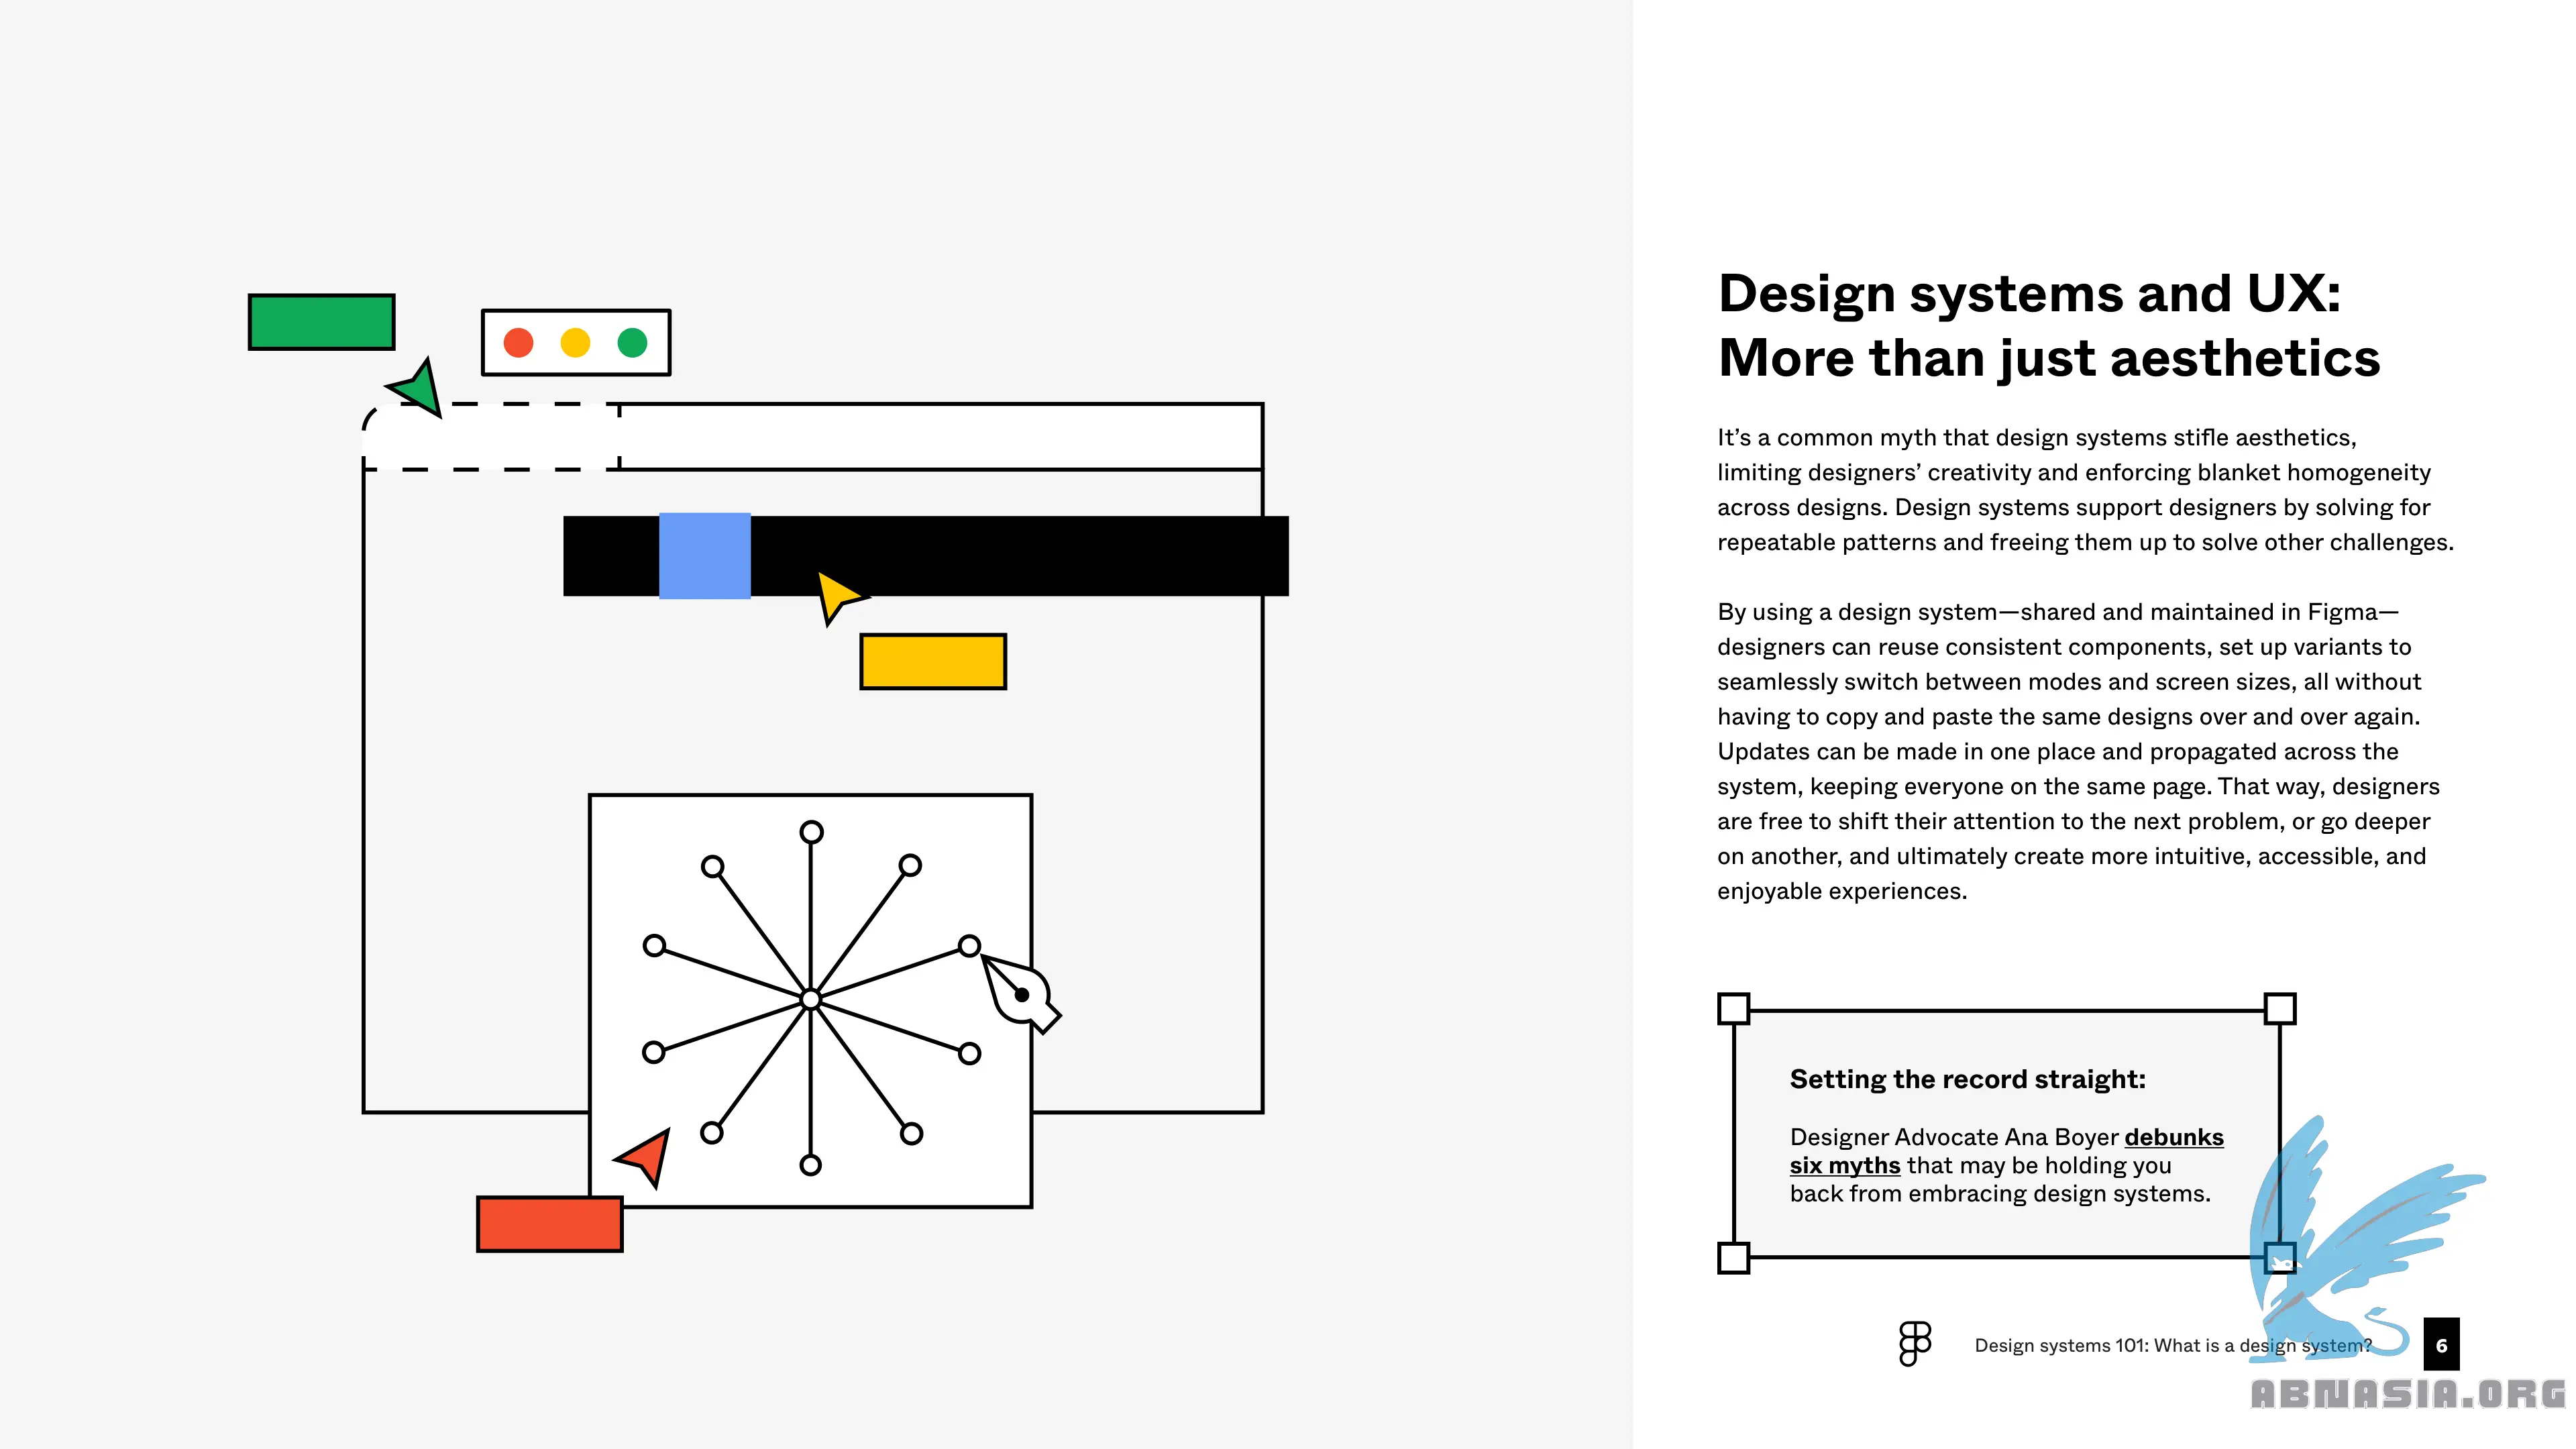 Design systems and UX:
More than just aesthetics
It’s a common myth that design systems stifle aesthetics,
limiting designers’ creativity and enforcing blanket homogeneity
across designs. Design systems support designers by solving for
repeatable patterns and freeing them up to solve other challenges.
By using a design system—shared and maintained in Figma—
designers can reuse consistent components, set up variants to
seamlessly switch between modes and screen sizes, all without
having to copy and paste the same designs over and over again.
Updates can be made in one place and propagated across the
system, keeping everyone on the same page. That way, designers
are free to shift their attention to the next problem, or go deeper
on another, and ultimately create more intuitive, accessible, and
enjoyable experiences.
Setting the record straight:
Designer Advocate Ana Boyer debunks
six myths that may be holding you
back from embracing design systems.
Design systems 101: What is a design system?
6
ABNASIA.ORG